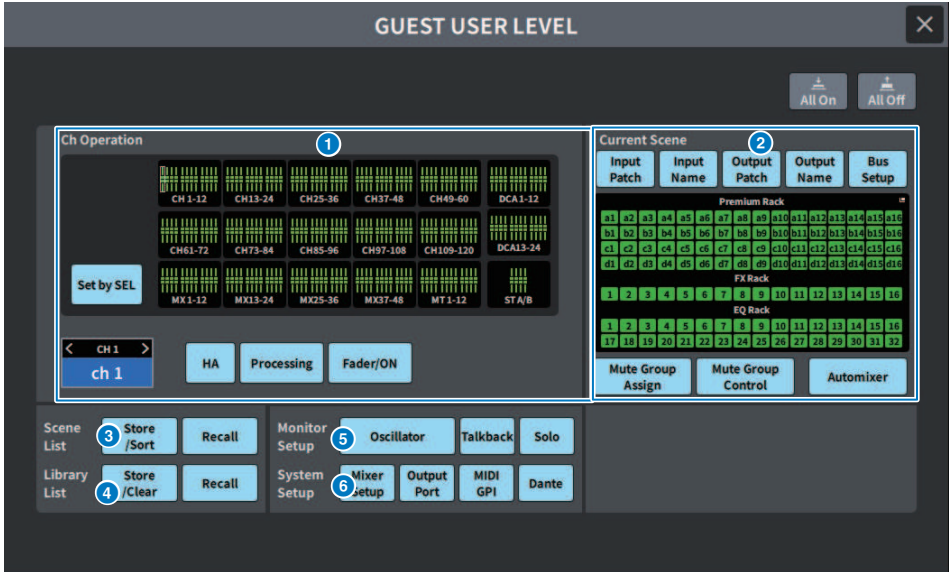 GUEST USER LEVEL
All On All Off
Ch Operation 1
CH 1-12 CH13-24 CH25-36 CH37-48 CH49-60 DCA1-12
CH61-72 CH73-84 CH85-96 CH97-108 CH109-120 DCA13-24
Set by SEL
MX1-12 MX13-24 MX25-36 MX37-48 MT1-12 STA/B
CH 1
ch 1
HA Processing Fader/ON
Current Scene 2
Input Patch Input Name Output Patch Output Name Bus Setup
Premium Rack
a1 a2 a3 a4 a5 a6 a7 a8 a9 a10 a11 a12 a13 a14 a15 a16
b1 b2 b3 b4 b5 b6 b7 b8 b9 b10 b11 b12 b13 b14 b15 b16
c1 c2 c3 c4 c5 c6 c7 c8 c9 c10 c11 c12 c13 c14 c15 c16
d1 d2 d3 d4 d5 d6 d7 d8 d9 d10 d11 d12 d13 d14 d15 d16
FX Rack
1 2 3 4 5 6 7 8 9 10 11 12 13 14 15 16
EQ Rack
1 2 3 4 5 6 7 8 9 10 11 12 13 14 15 16
17 18 19 20 21 22 23 24 25 26 27 28 29 30 31 32
Mute Group Assign Mute Group Control Automixer
Scene List 3 Store /Sort Recall
Library List 4 Store /Clear Recall
Monitor Setup 5 Oscillator Talkback Solo
System Setup 6 Mixer Setup Output Port MIDI GPI Dante